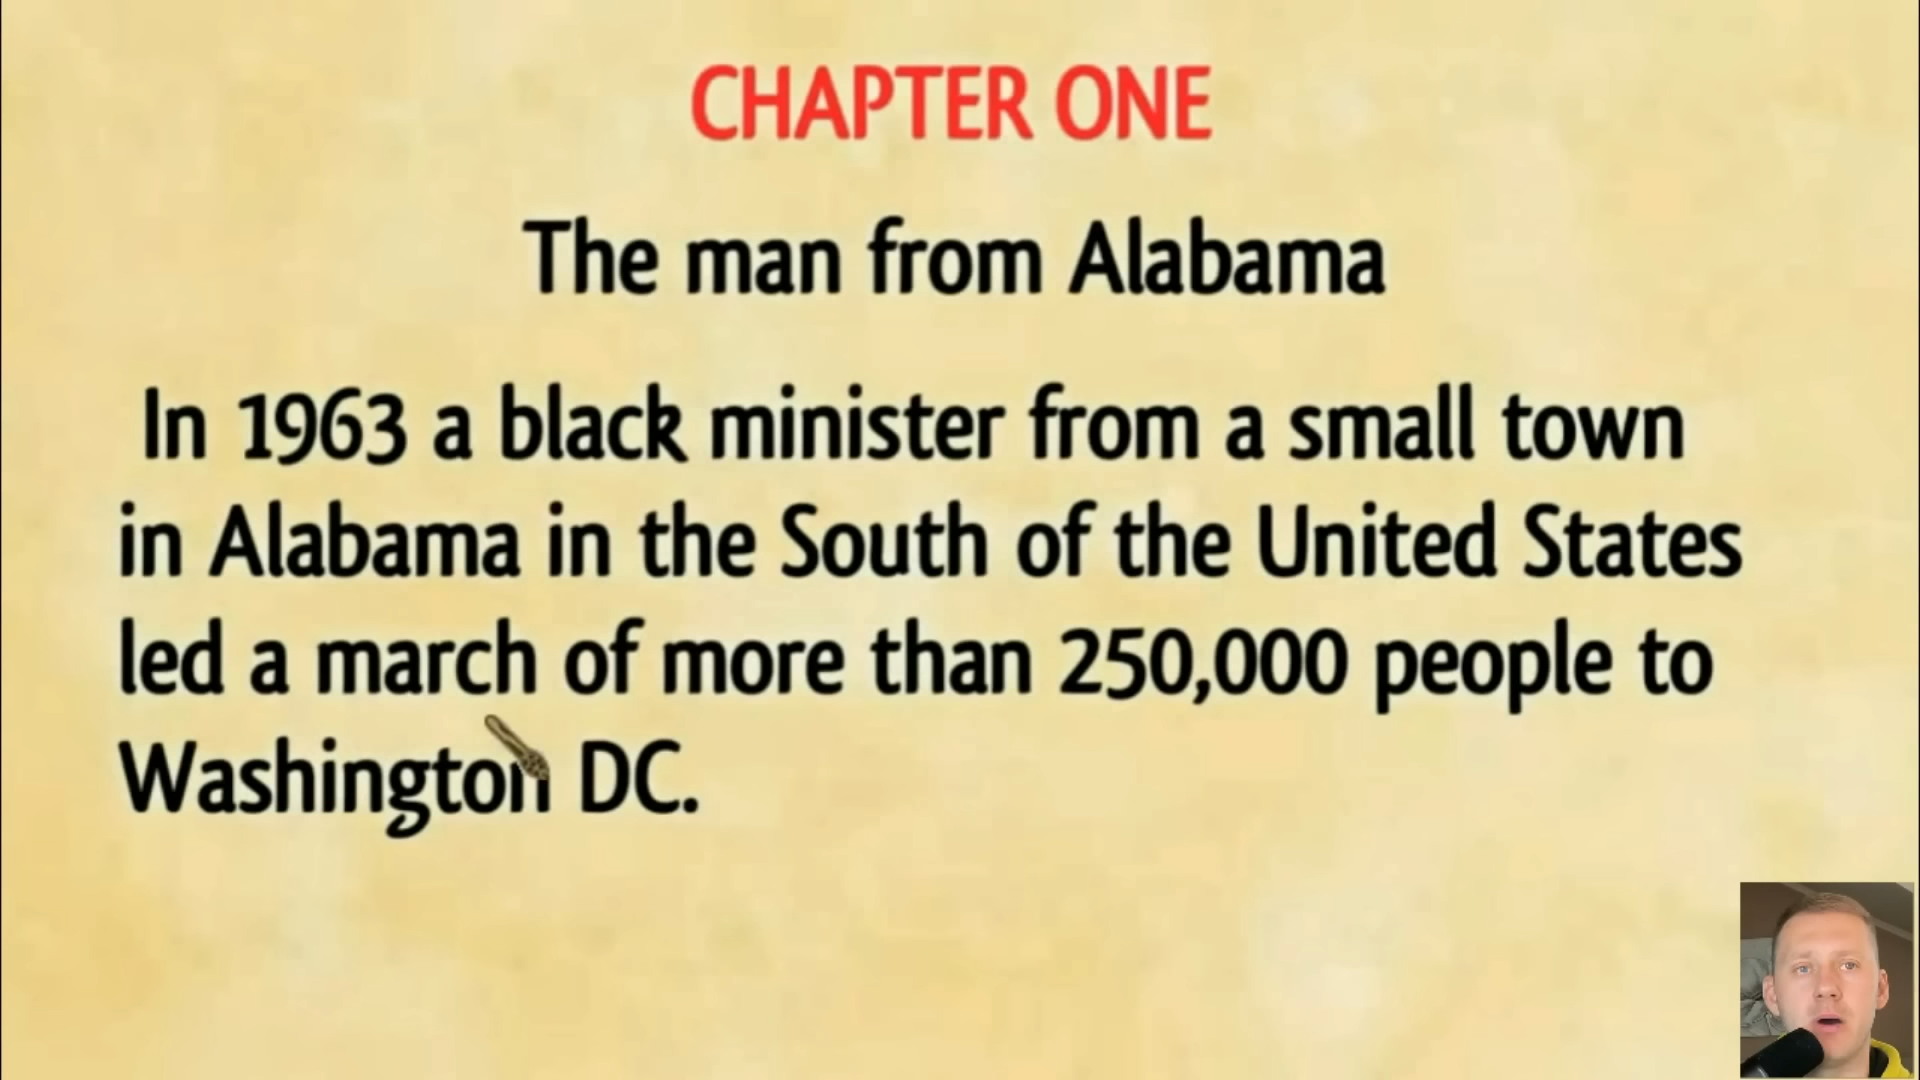 CHAPTER ONE
The man from Alabama
In 1963 a black minister from a small town
in Alabama in the South of the United States
led a march of more than 250,000 people to
Washington DC.